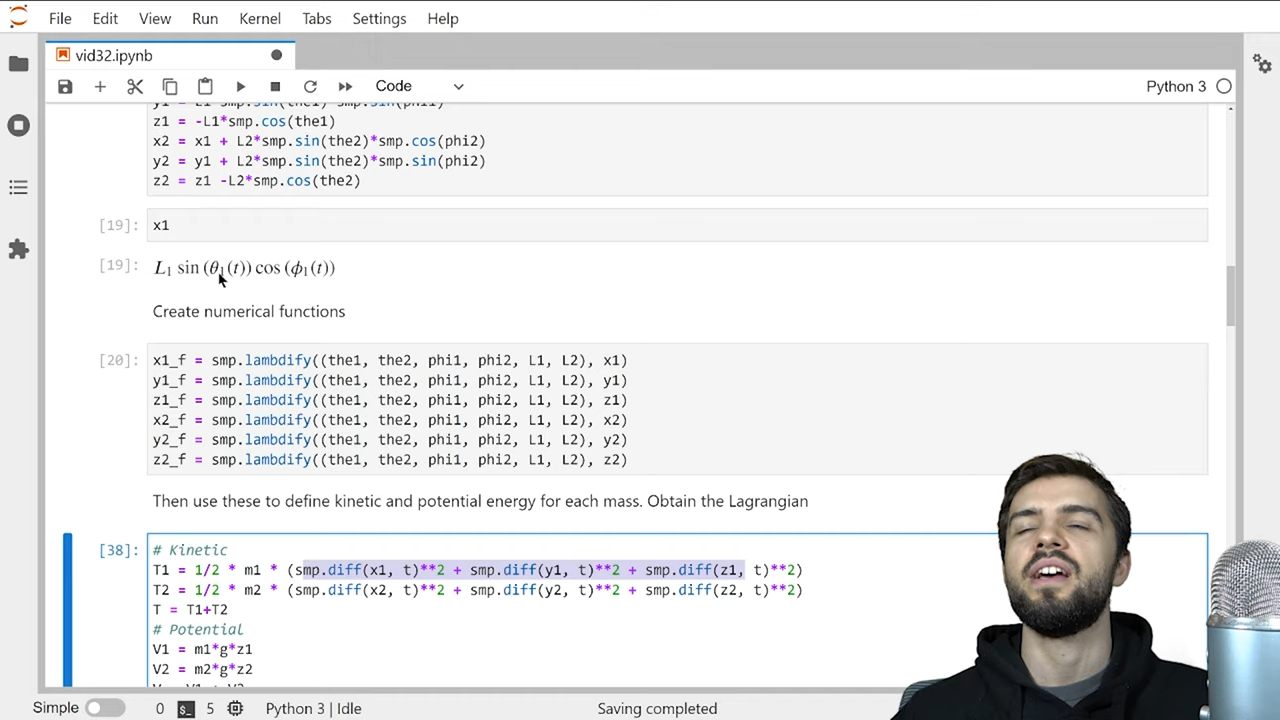 File Edit View Run Kernel Tabs Settings Help
vid32.ipynb
Code
Python 3
z1 = -L1*smp.cos(the1)
x2 = x1 + L2*smp.sin(the2)*smp.cos(phi2)
y2 = y1 + L2*smp.sin(the2)*smp.sin(phi2)
z2 = z1 -L2*smp.cos(the2)
[19]: x1
[19]: L₁ sin (θ₁(t)) cos (ϕ₁(t))
Create numerical functions
[20]: x1_f = smp.lambdify((the1, the2, phi1, phi2, L1, L2), x1)
y1_f = smp.lambdify((the1, the2, phi1, phi2, L1, L2), y1)
z1_f = smp.lambdify((the1, the2, phi1, phi2, L1, L2), z1)
x2_f = smp.lambdify((the1, the2, phi1, phi2, L1, L2), x2)
y2_f = smp.lambdify((the1, the2, phi1, phi2, L1, L2), y2)
z2_f = smp.lambdify((the1, the2, phi1, phi2, L1, L2), z2)
Then use these to define kinetic and potential energy for each mass. Obtain the Lagrangian
[38]: # Kinetic
T1 = 1/2 * m1 * (smp.diff(x1, t)**2 + smp.diff(y1, t)**2 + smp.diff(z1, t)**2)
T2 = 1/2 * m2 * (smp.diff(x2, t)**2 + smp.diff(y2, t)**2 + smp.diff(z2, t)**2)
T = T1+T2
# Potential
V1 = m1*g*z1
V2 = m2*g*z2
Simple 0 5 Python 3 | Idle Saving completed